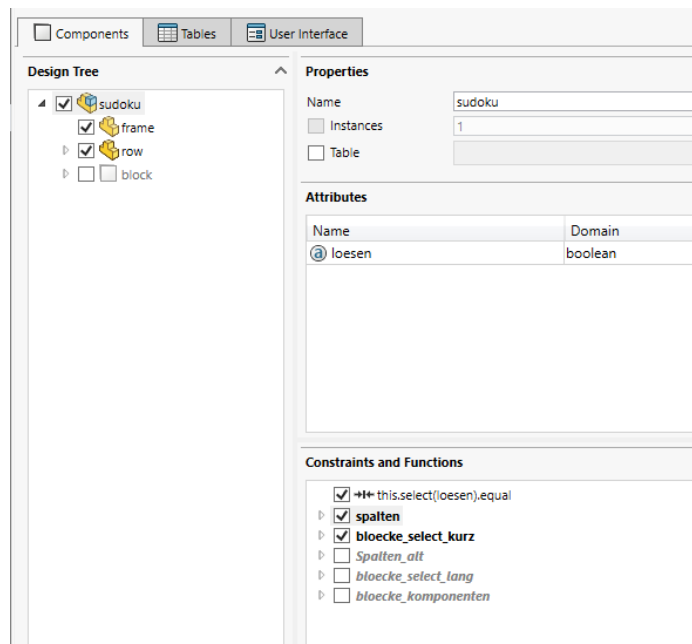 Components Tables User Interface
Design Tree
sudoku
frame
row
block
Properties
Name sudoku
Instances 1
Table
Attributes
Name Domain
loesen boolean
Constraints and Functions
this.select(loesen).equal
spalten
bloecke_select_kurz
Spalten_alt
bloecke_select_lang
bloecke_komponenten